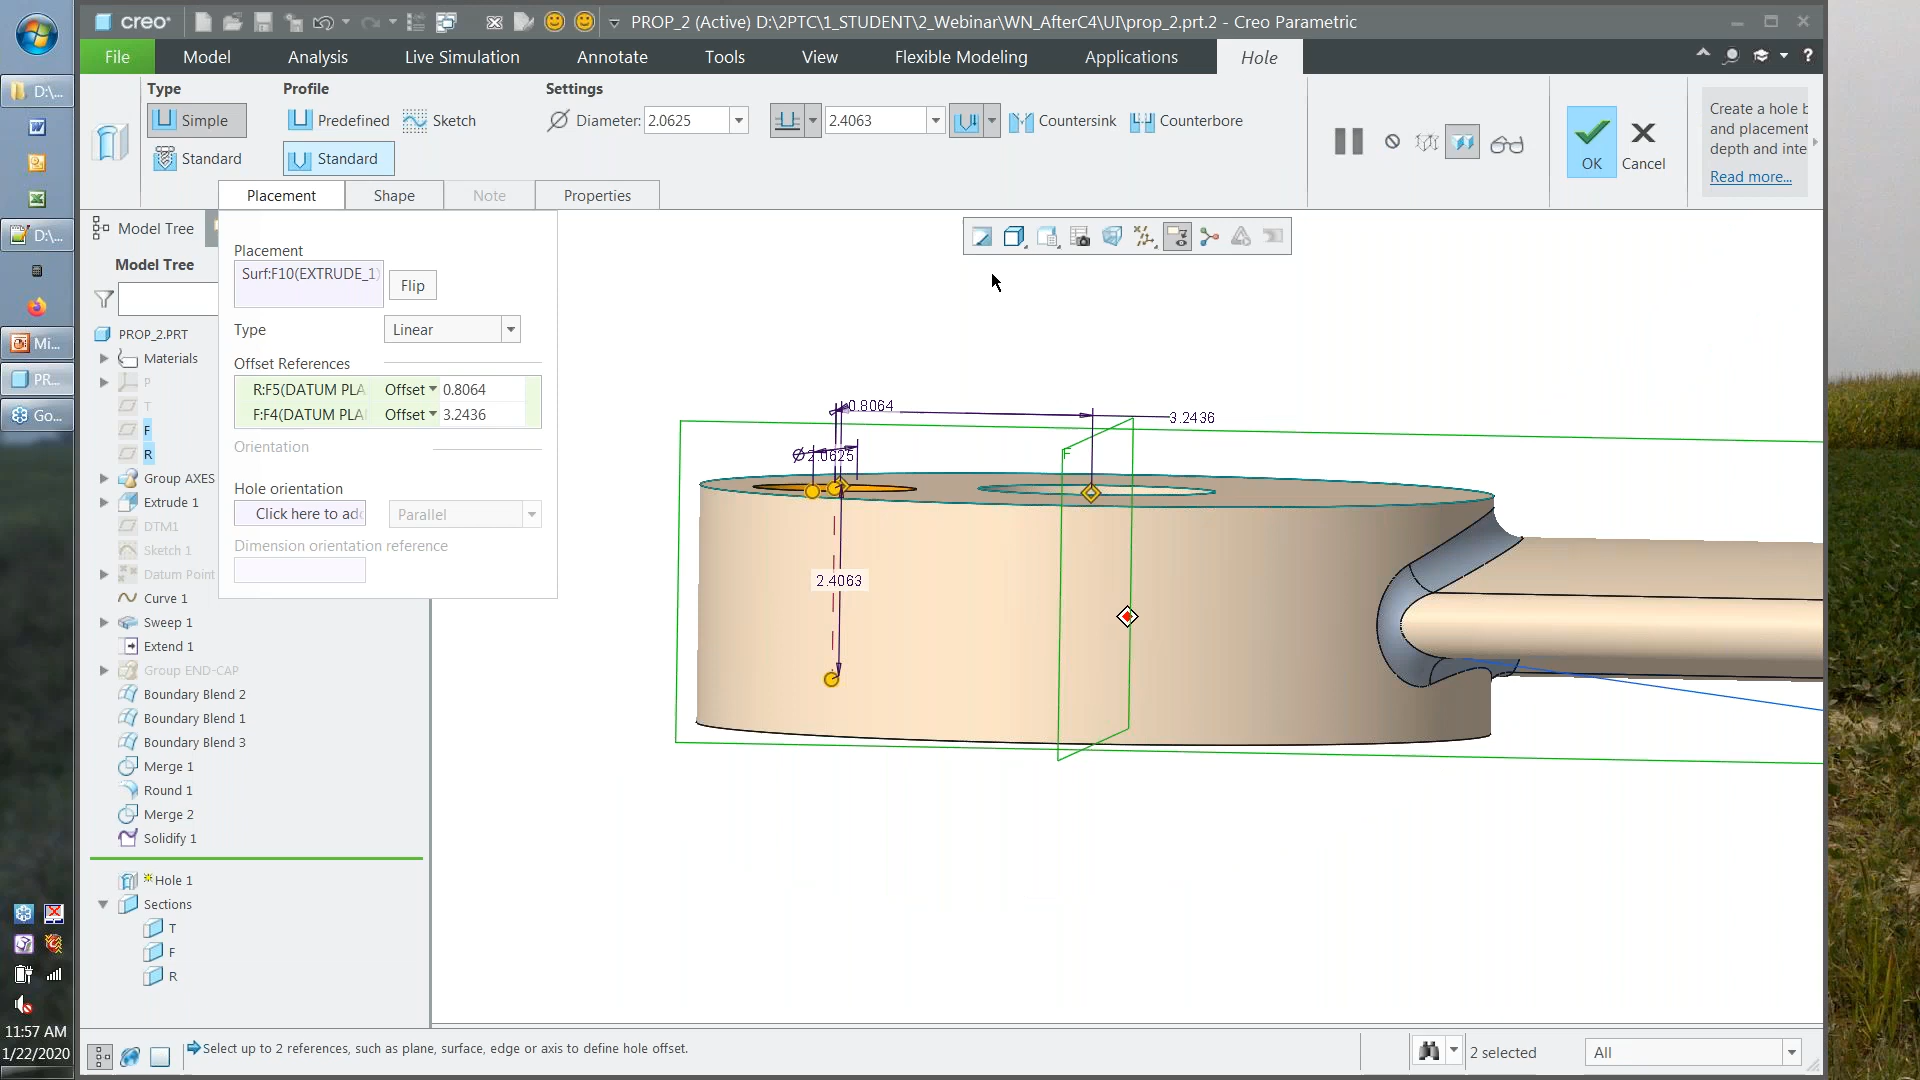 creo®
PROP_2 (Active) D:\2PTC\1_STUDENT\2_Webinar\WN_AfterC4\UI\prop_2.prt.2 - Creo Parametric
File Model Analysis Live Simulation Annotate Tools View Flexible Modeling Applications Hole
Type Profile Settings
Simple Predefined Sketch Diameter: 2.0625 2.4063 Countersink Counterbore
Standard Standard
OK Cancel
Create a hole b
and placement
depth and inte
Read more...
Placement Shape Note Properties
Model Tree
Model Tree
PROP_2.PRT
Materials
P
T
F
R
Group AXES
Extrude 1
DTM1
Sketch 1
Datum Point
Curve 1
Sweep 1
Extend 1
Group END-CAP
Boundary Blend 2
Boundary Blend 1
Boundary Blend 3
Merge 1
Round 1
Merge 2
Solidify 1
Hole 1
Sections
T
F
R
Placement
Surf:F10(EXTRUDE_1)
Flip
Type Linear
Offset References
R:F5(DATUM PLA Offset 0.8064
F:F4(DATUM PLA Offset 3.2436
Orientation
Hole orientation
Click here to ad Parallel
Dimension orientation reference
0.8064
3.2436
Ø2.0625
F
2.4063
D:\...
D:\...
Mi...
PR...
Go...
11:57 AM
1/22/2020
Select up to 2 references, such as plane, surface, edge or axis to define hole offset.
2 selected
All